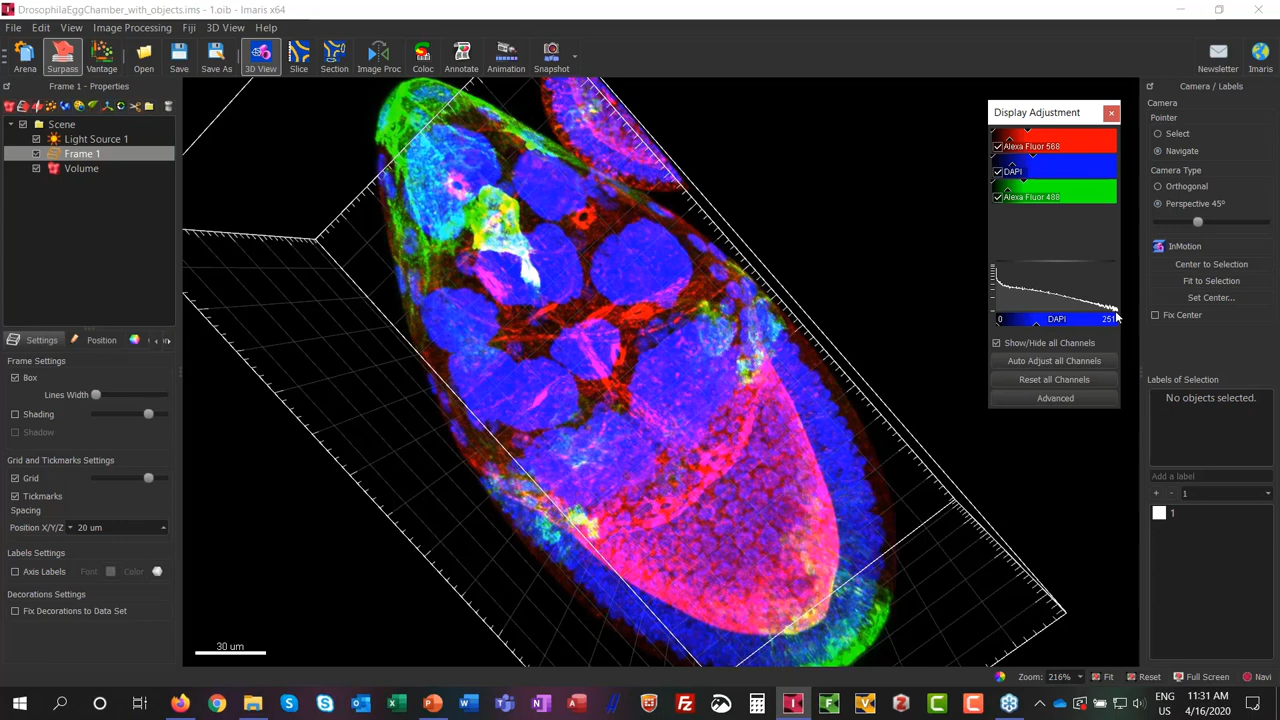 DrosophilaEggChamber_with_objects.ims - 1.oib - Imaris x64
File Edit View Image Processing Fiji 3D View Help
Arena Surpass Vantage Open Save Save As 3D View Slice Section Image Proc Coloc Annotate Animation Snapshot Newsletter Imaris
Frame 1 - Properties
Scene
Light Source 1
Frame 1
Volume
Settings Position
Frame Settings
Box
Lines Width
Shading
Shadow
Grid and Tickmarks Settings
Grid
Tickmarks
Spacing
Position X/Y/Z 20 um
Labels Settings
Axis Labels Font Color
Decorations Settings
Fix Decorations to Data Set
30 um
Display Adjustment
Alexa Fluor 568
DAPI
Alexa Fluor 488
0 DAPI 251
Show/Hide all Channels
Auto Adjust all Channels
Reset all Channels
Advanced
Camera / Labels
Camera
Pointer
Select
Navigate
Camera Type
Orthogonal
Perspective 45°
InMotion
Center to Selection
Fit to Selection
Set Center...
Fix Center
Labels of Selection
No objects selected.
Add a label
+ - 1
1
Zoom: 216% Fit Reset Full Screen Navi
ENG 11:31 AM
US 4/16/2020